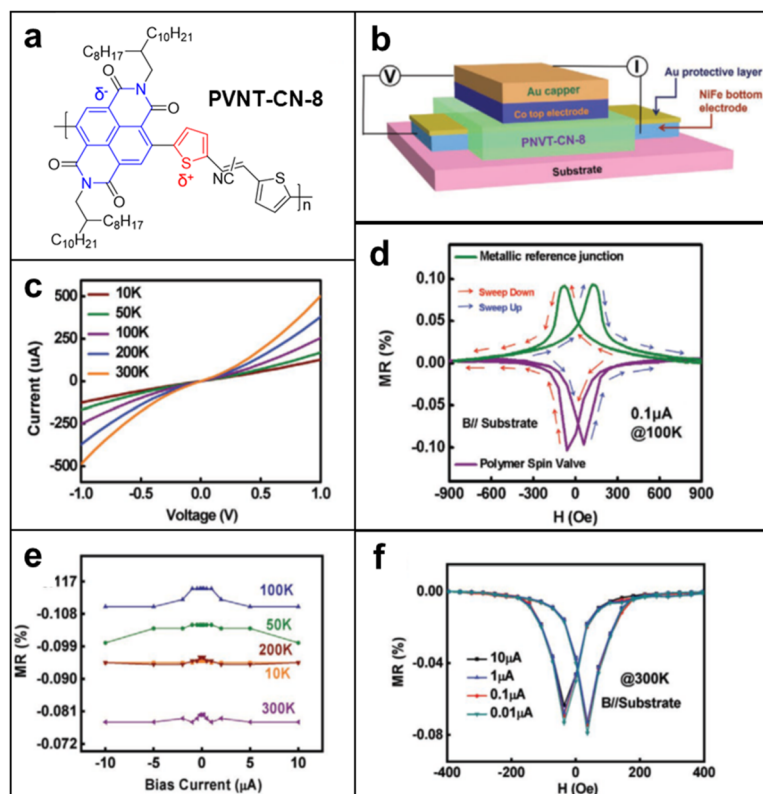 a
C10H21
C8H17
δ-
O
N
O
PVNT-CN-8
S
δ+
NC
S
n
O
N
O
C8H17
C10H21
b
V
I
Au capper
Co top electrode
PNVT-CN-8
Substrate
Au protective layer
NiFe bottom
electrode
c
500
250
0
-250
-500
Current (uA)
10K
50K
100K
200K
300K
-1.0 -0.5 0.0 0.5 1.0
Voltage (V)
d
0.10
0.05
0.00
-0.05
-0.10
MR (%)
Metallic reference junction
Sweep Down
Sweep Up
B// Substrate
0.1μA
@100K
Polymer Spin Valve
-900 -600 -300 0 300 600 900
H (Oe)
e
117
-0.108
-0.099
-0.090
-0.081
-0.072
MR (%)
100K
50K
200K
10K
300K
-10 -5 0 5 10
Bias Current (μA)
f
0.00
-0.04
-0.08
MR (%)
10μA
1μA
0.1μA
0.01μA
@300K
B//Substrate
-400 -200 0 200 400
H (Oe)